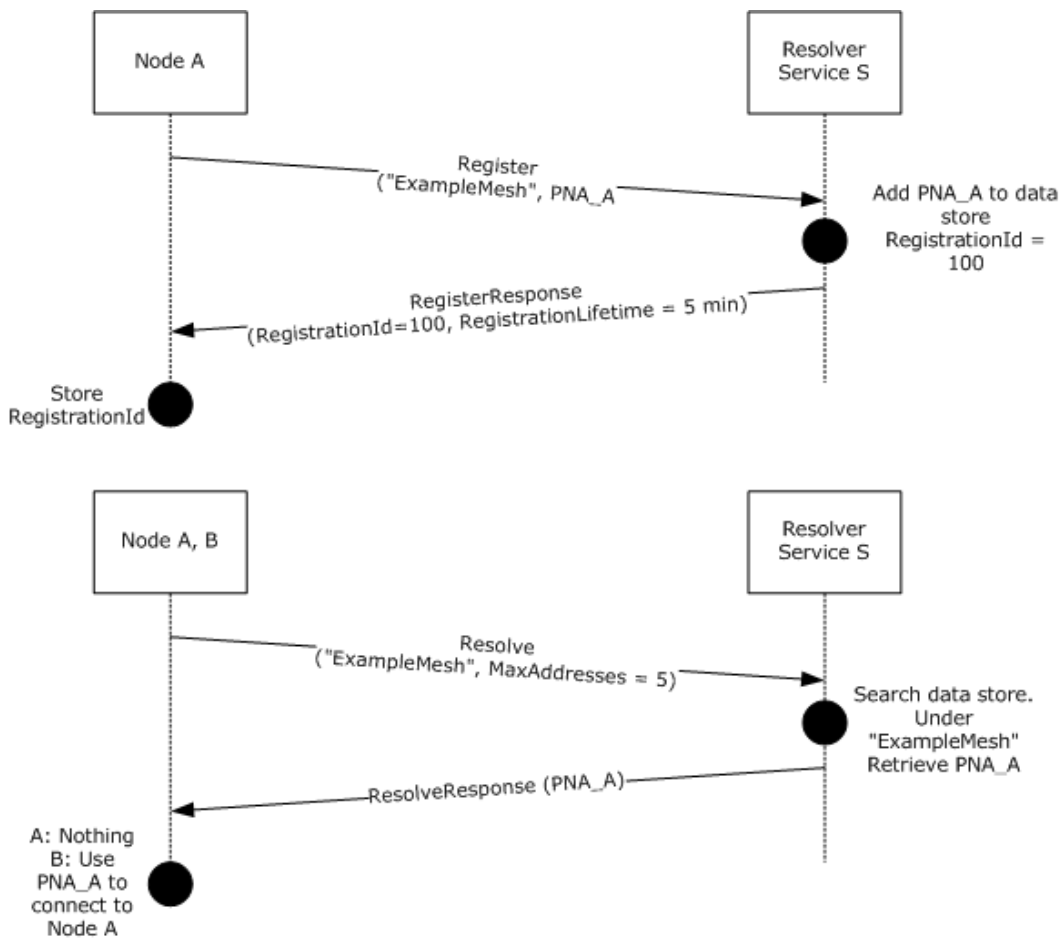 Node A
Resolver
Service S
Register
("ExampleMesh", PNA_A
Add PNA_A to data
store
RegistrationId =
100
RegisterResponse
(RegistrationId=100, RegistrationLifetime = 5 min)
Store
RegistrationId
Node A, B
Resolver
Service S
Resolve
("ExampleMesh", MaxAddresses = 5)
Search data store.
Under
"ExampleMesh"
Retrieve PNA_A
ResolveResponse (PNA_A)
A: Nothing
B: Use
PNA_A to
connect to
Node A